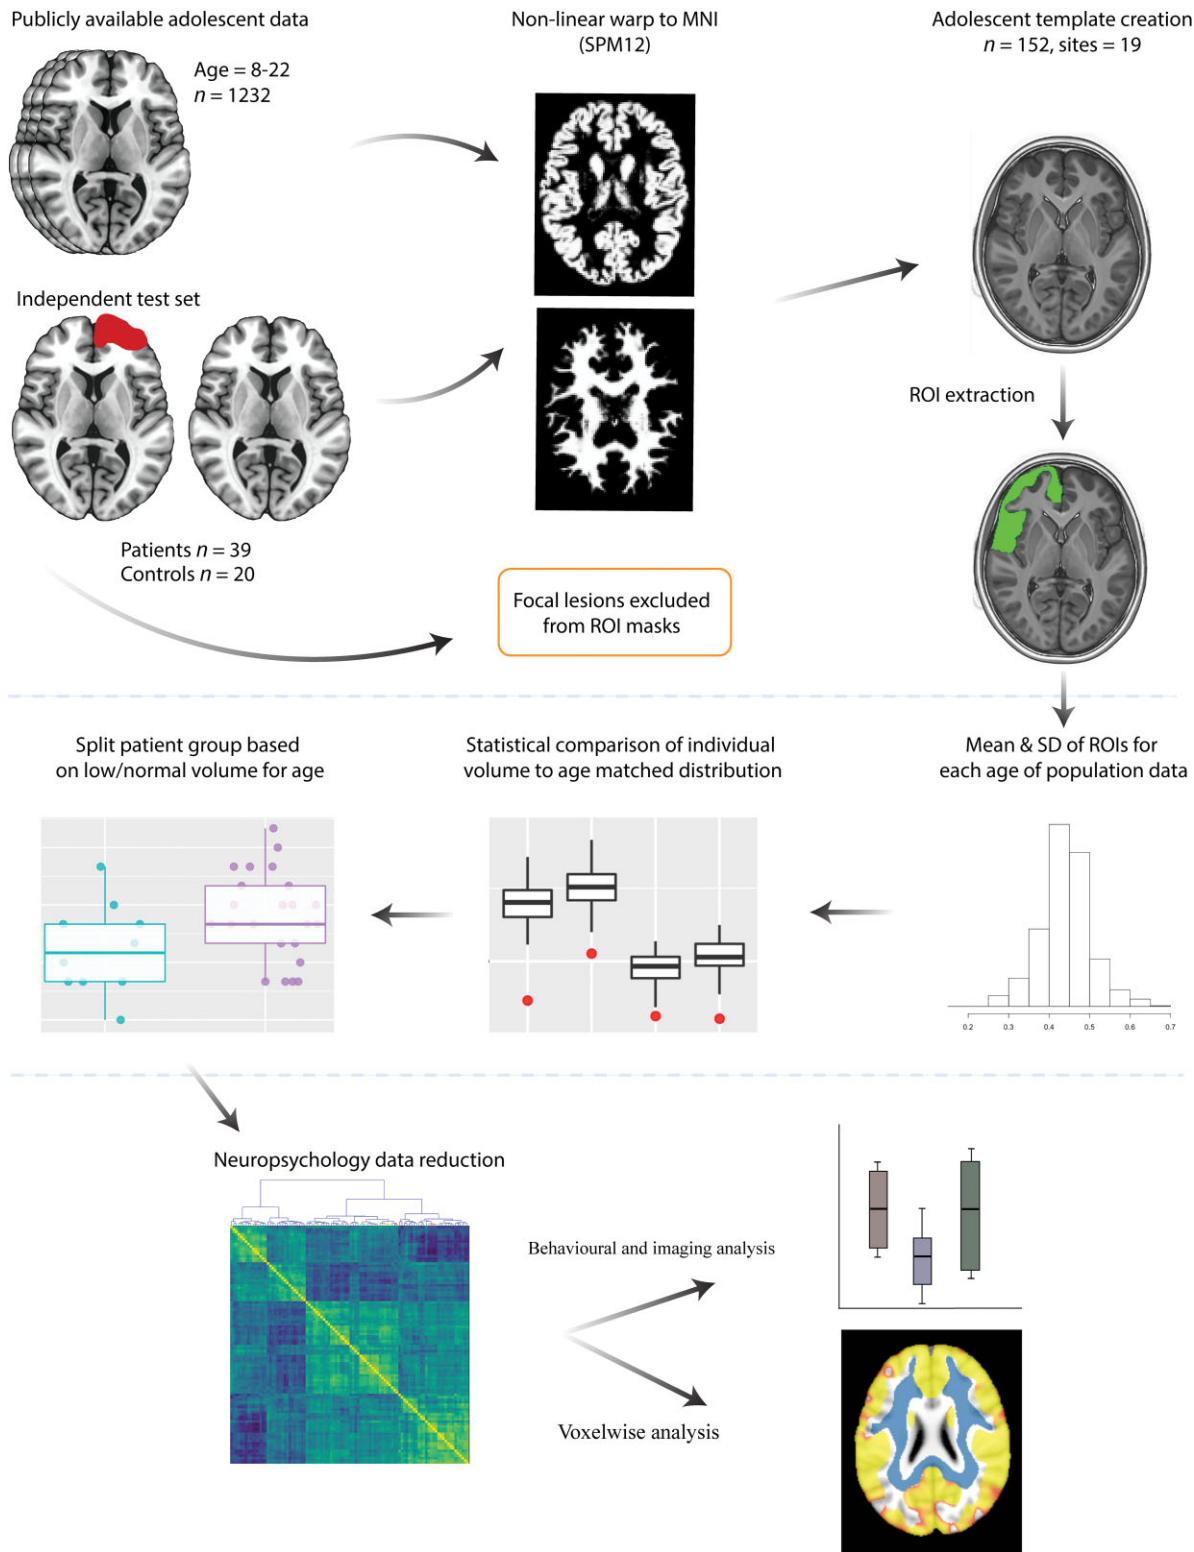 Publicly available adolescent data
Age = 8-22
n = 1232
Non-linear warp to MNI
(SPM12)
Adolescent template creation
n = 152, sites = 19
Independent test set
Patients n = 39
Controls n = 20
ROI extraction
Focal lesions excluded
from ROI masks
Split patient group based
on low/normal volume for age
Statistical comparison of individual
volume to age matched distribution
Mean & SD of ROIs for
each age of population data
0.2 0.3 0.4 0.5 0.6 0.7
Neuropsychology data reduction
Behavioural and imaging analysis
Voxelwise analysis